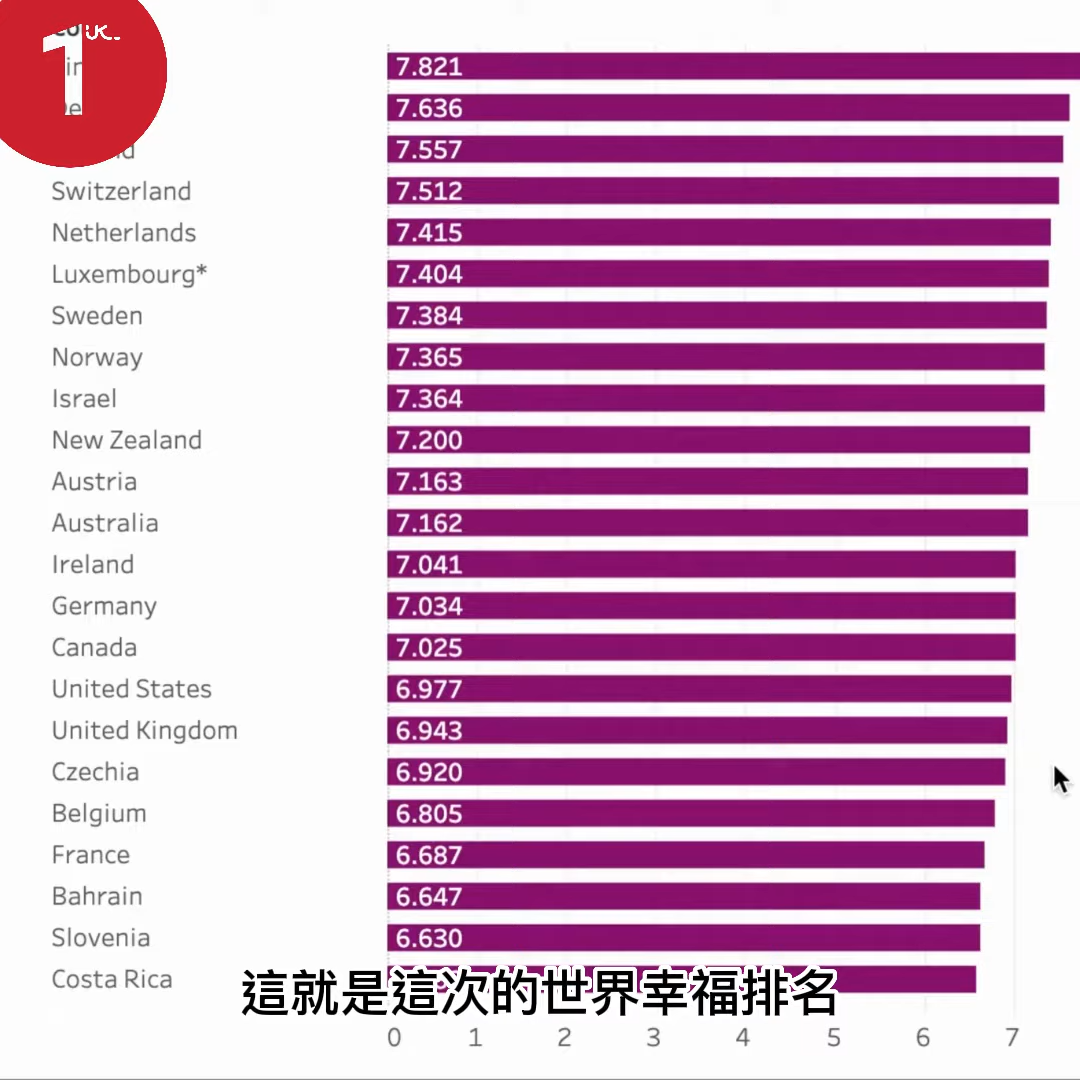 1
7.821
7.636
7.557
Switzerland 7.512
Netherlands 7.415
Luxembourg* 7.404
Sweden 7.384
Norway 7.365
Israel 7.364
New Zealand 7.200
Austria 7.163
Australia 7.162
Ireland 7.041
Germany 7.034
Canada 7.025
United States 6.977
United Kingdom 6.943
Czechia 6.920
Belgium 6.805
France 6.687
Bahrain 6.647
Slovenia 6.630
Costa Rica
這就是這次的世界幸福排名
0 1 2 3 4 5 6 7